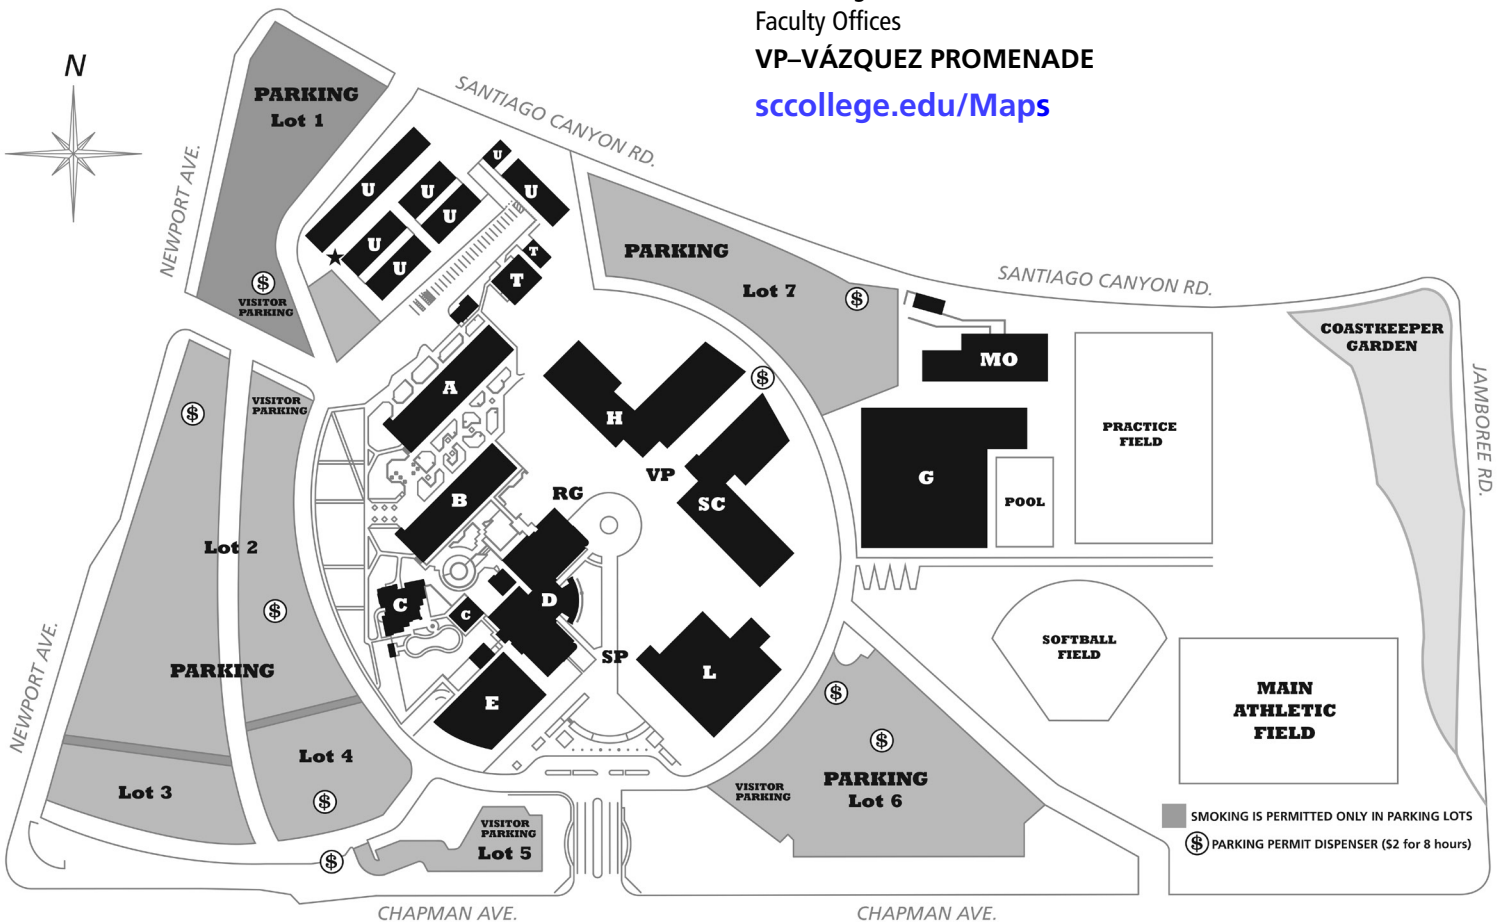 Faculty Offices
VP–VÁZQUEZ PROMENADE
sccollege.edu/Maps
N
SANTIAGO CANYON RD.
PARKING
Lot 1
NEWPORT AVE.
$
VISITOR
PARKING
U
U
U
U
U
U
U
T
T
PARKING
Lot 7
$
SANTIAGO CANYON RD.
COASTKEEPER
GARDEN
JAMBOREE RD.
MO
PRACTICE
FIELD
G
POOL
$
VISITOR
PARKING
A
H
$
VP
SC
B
RG
Lot 2
$
C
C
D
SP
L
E
PARKING
NEWPORT AVE.
Lot 3
Lot 4
$
SOFTBALL
FIELD
MAIN
ATHLETIC
FIELD
$
$
VISITOR
PARKING
PARKING
Lot 6
VISITOR
PARKING
Lot 5
$
SMOKING IS PERMITTED ONLY IN PARKING LOTS
$ PARKING PERMIT DISPENSER ($2 for 8 hours)
CHAPMAN AVE.
CHAPMAN AVE.